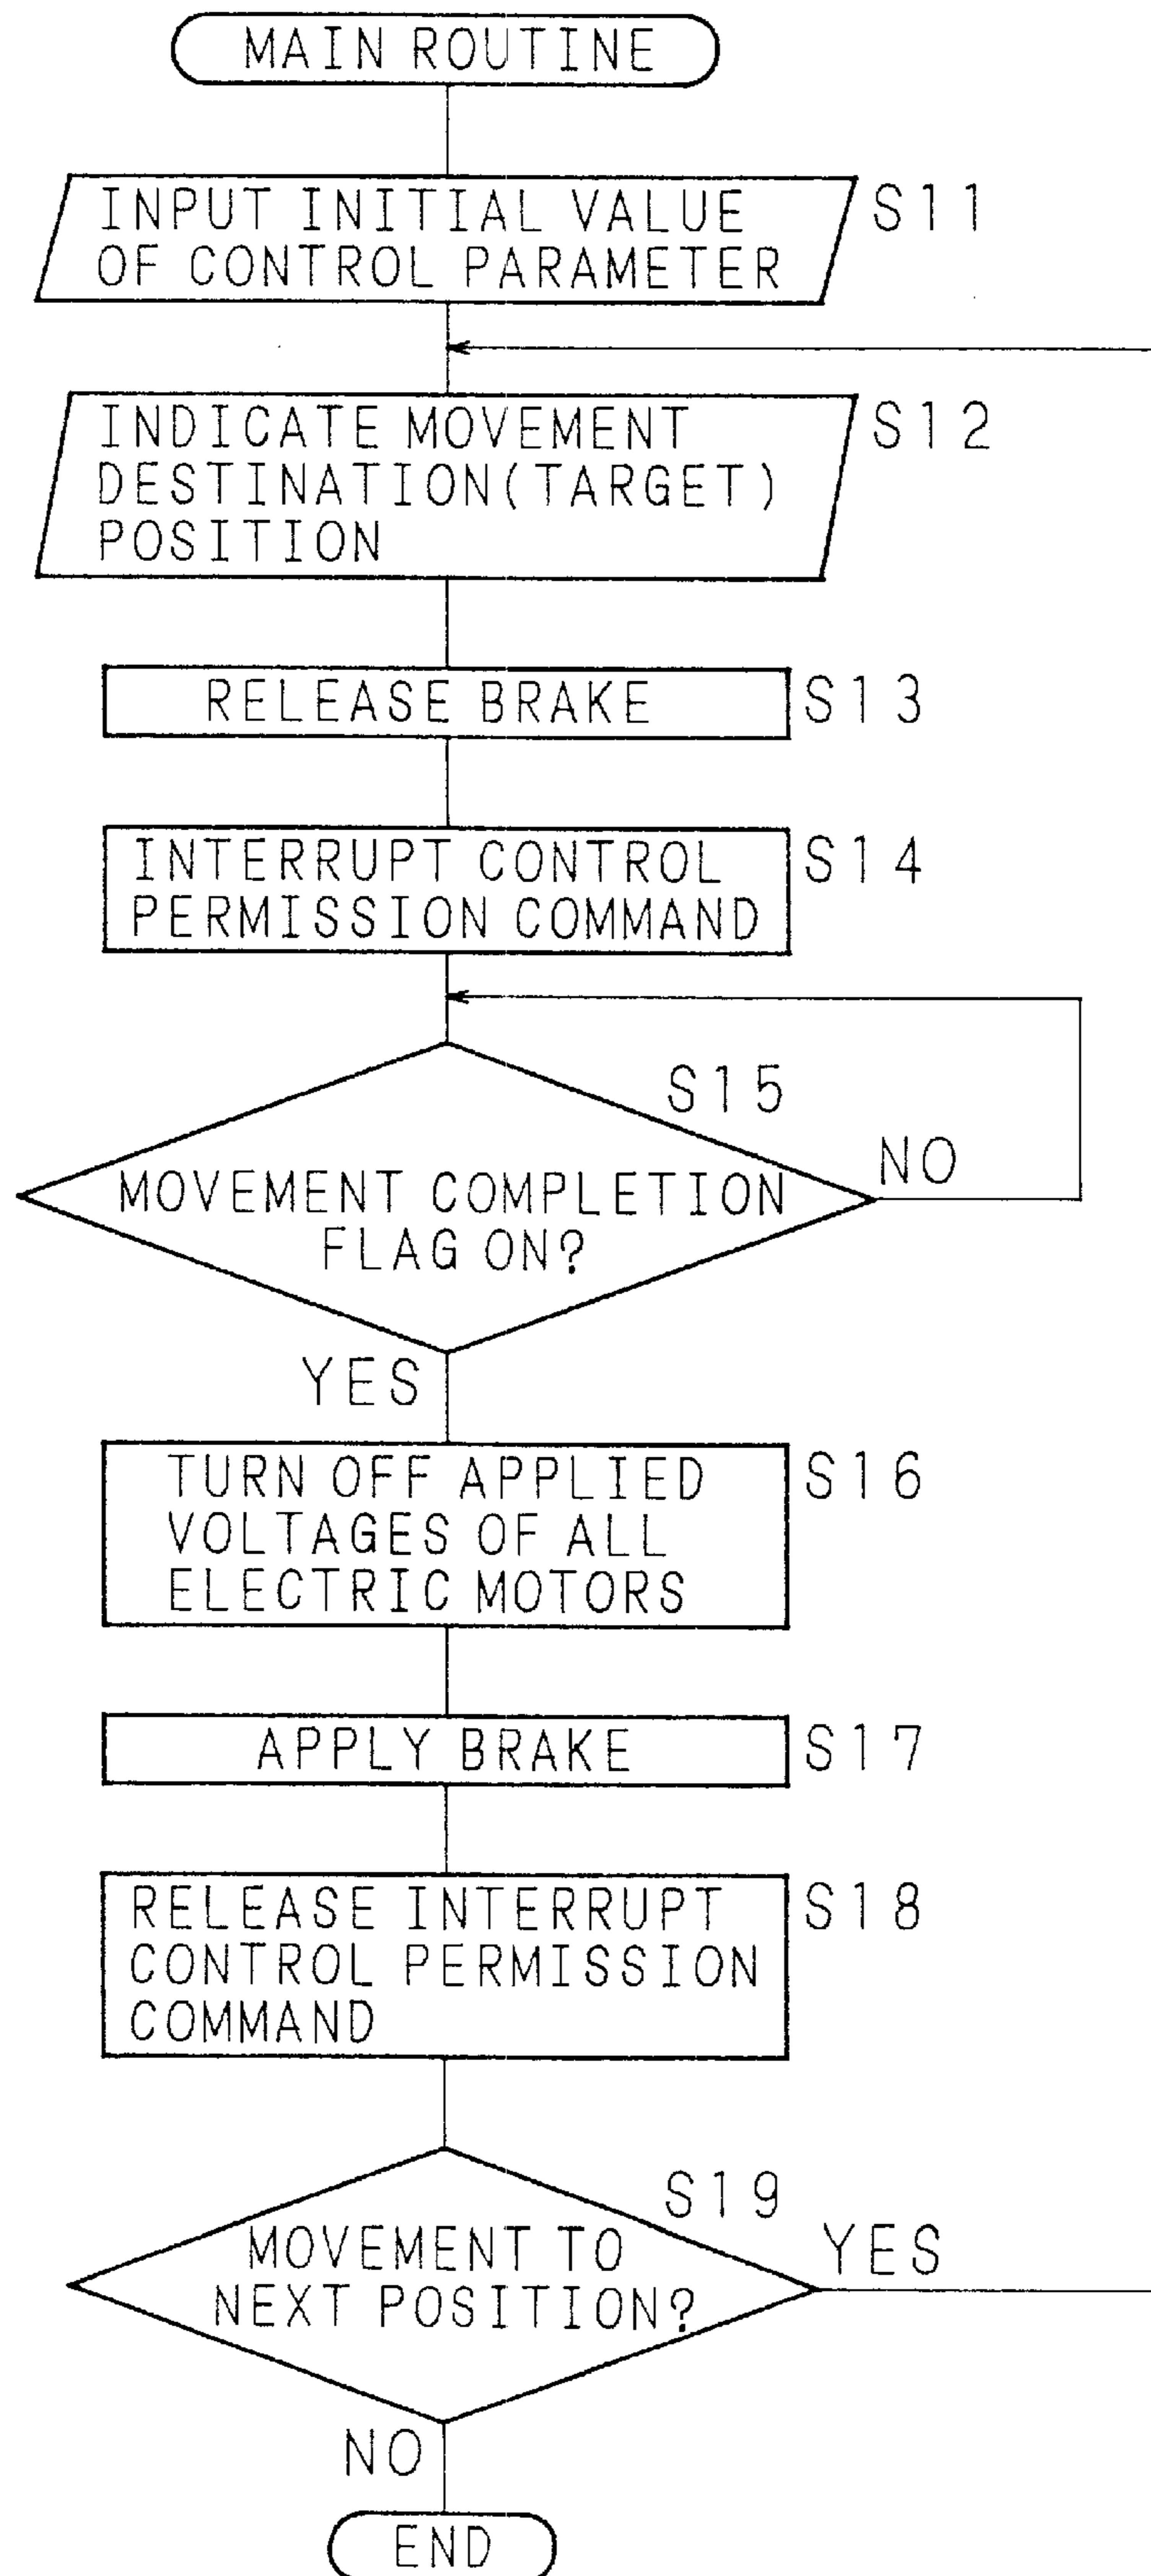 MAIN ROUTINE
INPUT INITIAL VALUE
OF CONTROL PARAMETER
S11
INDICATE MOVEMENT
DESTINATION(TARGET)
POSITION
S12
RELEASE BRAKE
S13
INTERRUPT CONTROL
PERMISSION COMMAND
S14
S15
MOVEMENT COMPLETION
FLAG ON?
NO
YES
TURN OFF APPLIED
VOLTAGES OF ALL
ELECTRIC MOTORS
S16
APPLY BRAKE
S17
RELEASE INTERRUPT
CONTROL PERMISSION
COMMAND
S18
S19
MOVEMENT TO
NEXT POSITION?
YES
NO
END